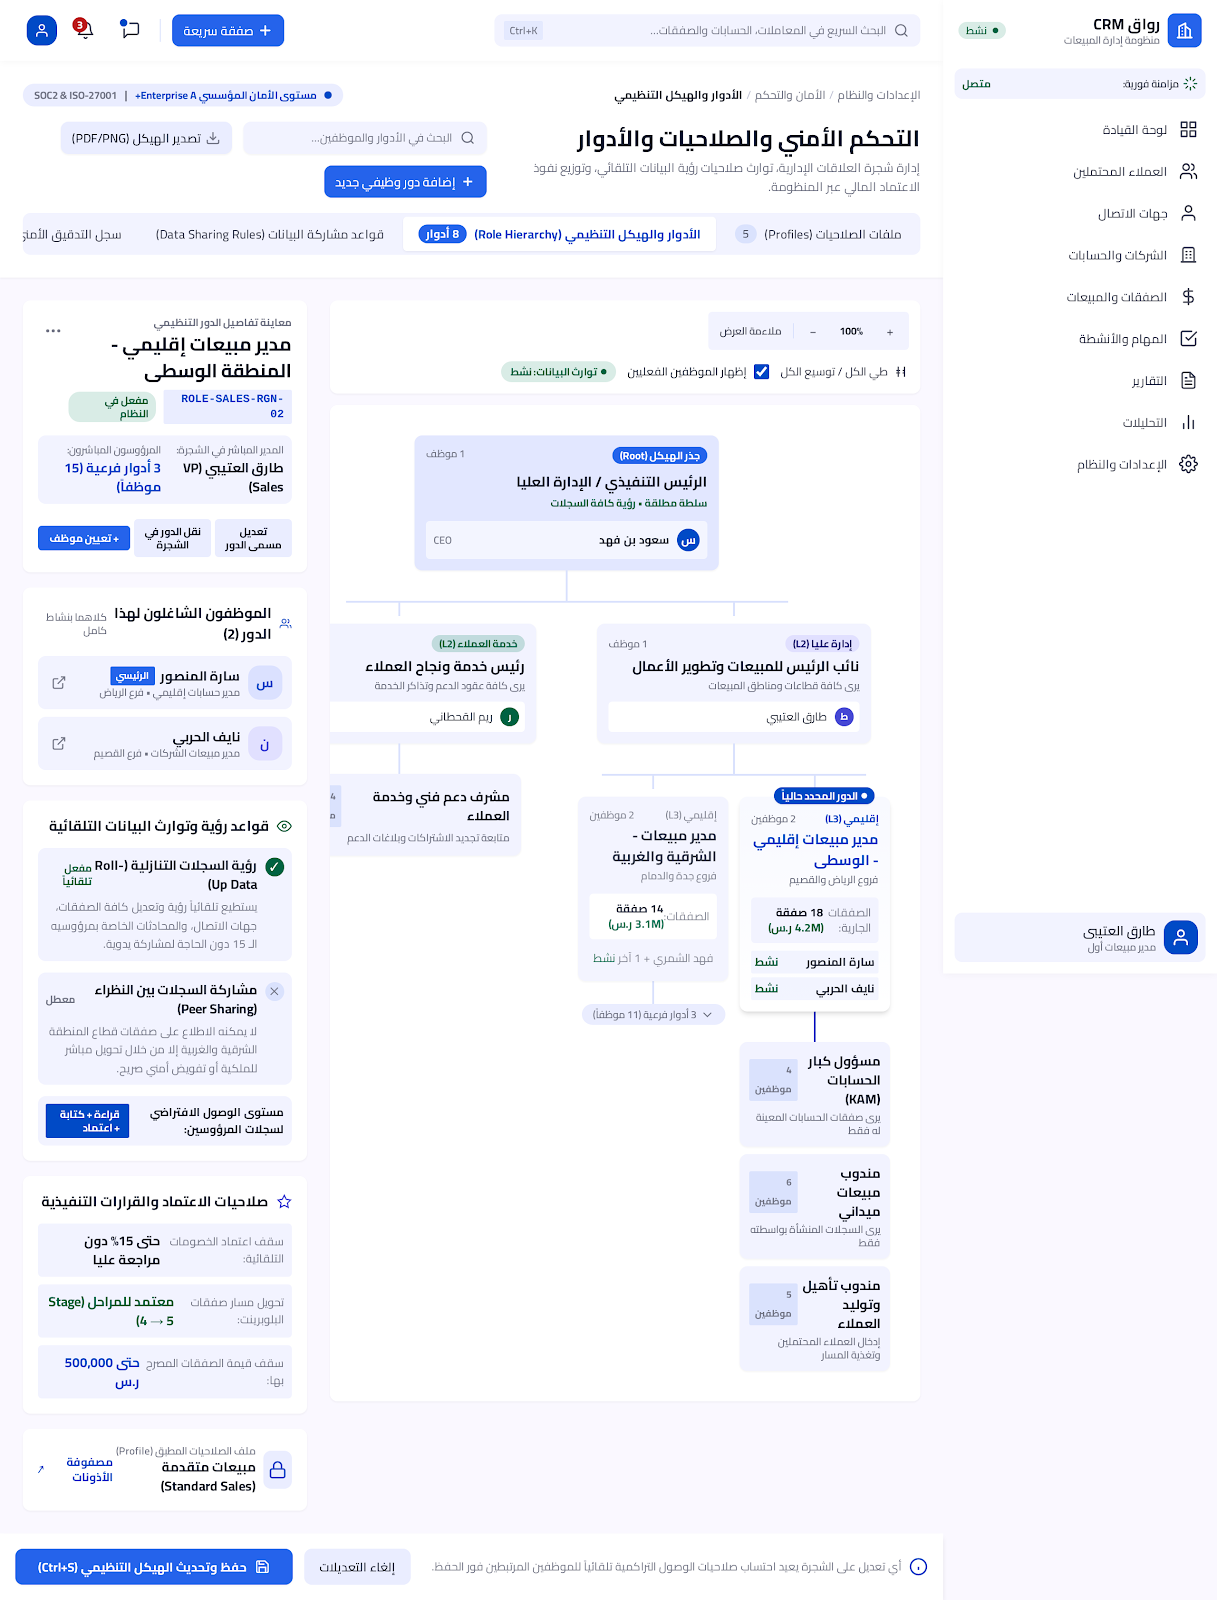 رواق CRM
منظومة إدارة المبيعات
نشط
مزامنة فورية:
متصل
لوحة القيادة
العملاء المحتملين
جهات الاتصال
الشركات والحسابات
الصفقات والمبيعات
المهام والأنشطة
التقارير
التحليلات
الإعدادات والنظام
طارق العتيبي
مدير مبيعات أول
البحث السريع في المعاملات، الحسابات والصفقات...
Ctrl+K
صفقة سريعة
3
الإعدادات والنظام / الأمان والتحكم / الأدوار والهيكل التنظيمي
مستوى الأمان المؤسسي Enterprise A+ | SOC2 & ISO-27001
التحكم الأمني والصلاحيات والأدوار
إدارة شجرة العلاقات الإدارية، توارث صلاحيات رؤية البيانات التلقائي، وتوزيع نفوذ
الاعتماد المالي عبر المنظومة.
البحث في الأدوار والموظفين...
تصدير الهيكل (PDF/PNG)
إضافة دور وظيفي جديد
ملفات الصلاحيات (Profiles) 5
الأدوار والهيكل التنظيمي (Role Hierarchy) 8 أدوار
قواعد مشاركة البيانات (Data Sharing Rules)
سجل التدقيق
+ 100% − ملاءمة العرض
طي الكل / توسيع الكل
إظهار الموظفين الفعليين
توارث البيانات: نشط
جذر الهيكل (Root)
1 موظف
الرئيس التنفيذي / الإدارة العليا
سلطة مطلقة • رؤية كافة السجلات
س
سعود بن فهد
CEO
إدارة عليا (L2)
1 موظف
نائب الرئيس للمبيعات وتطوير الأعمال
يرى كافة قطاعات ومناطق المبيعات
ط
طارق العتيبي
خدمة العملاء (L2)
رئيس خدمة ونجاح العملاء
يرى كافة عقود الدعم وتذاكر الخدمة
ر
ريم القحطاني
مشرف دعم فني وخدمة
العملاء
4
متابعة تجديد الاشتراكات وبلاغات الدعم
الدور المحدد حالياً
إقليمي (L3)
2 موظفين
مدير مبيعات إقليمي
- الوسطى
فروع الرياض والقصيم
الصفقات
الجارية:
18 صفقة
(4.2M ر.س)
سارة المنصور
نشط
نايف الحربي
نشط
إقليمي (L3)
2 موظفين
مدير مبيعات -
الشرقية والغربية
فروع جدة والدمام
الصفقات:
14 صفقة
(3.1M ر.س)
فهد الشمري + 1 آخر
نشط
3 أدوار فرعية (11 موظفاً)
مسؤول كبار
الحسابات
(KAM)
4
موظفين
يرى صفقات الحسابات المعينة
له فقط
مندوب
مبيعات
ميداني
6
موظفين
يرى السجلات المنشأة بواسطته
فقط
مندوب تأهيل
وتوليد
العملاء
5
موظفين
إدخال العملاء المحتملين
وتغذية المسار
معاينة تفاصيل الدور التنظيمي
مدير مبيعات إقليمي -
المنطقة الوسطى
ROLE-SALES-RGN-
02
مفعل في
النظام
المدير المباشر في الشجرة:
طارق العتيبي (VP
Sales)
المرؤوسون المباشرون:
3 أدوار فرعية (15
موظفاً)
تعديل
مسمى الدور
نقل الدور في
الشجرة
+ تعيين موظف
الموظفون الشاغلون لهذا
الدور (2)
كلاهما بنشاط
كامل
س
سارة المنصور
الرئيسي
مدير حسابات إقليمي • فرع الرياض
ن
نايف الحربي
مدير مبيعات الشركات • فرع القصيم
قواعد رؤية وتوارث البيانات التلقائية
رؤية السجلات التنازلية (Roll-
Up Data)
مفعل
تلقائياً
يستطيع تلقائياً رؤية وتعديل كافة الصفقات،
جهات الاتصال، والمحادثات الخاصة بمرؤوسيه
الـ 15 دون الحاجة لمشاركة يدوية.
مشاركة السجلات بين النظراء
(Peer Sharing)
معطل
لا يمكنه الاطلاع على صفقات قطاع المنطقة
الشرقية والغربية إلا من خلال تحويل مباشر
للملكية أو تفويض أمني صريح.
مستوى الوصول الافتراضي
لسجلات المرؤوسين:
قراءة + كتابة
+ اعتماد
صلاحيات الاعتماد والقرارات التنفيذية
سقف اعتماد الخصومات
التلقائية:
حتى 15% دون
مراجعة عليا
تحويل مسار صفقات
البلوبرينت:
معتمد للمراحل (Stage
4 → 5)
سقف قيمة الصفقات المصرح
بها:
حتى 500,000
ر.س
ملف الصلاحيات المطبق (Profile)
مبيعات متقدمة
(Standard Sales)
مصفوفة
الأذونات
↗
أي تعديل على الشجرة يعيد احتساب صلاحيات الوصول التراكمية تلقائياً للموظفين المرتبطين فور الحفظ.
إلغاء التعديلات
حفظ وتحديث الهيكل التنظيمي (Ctrl+S)